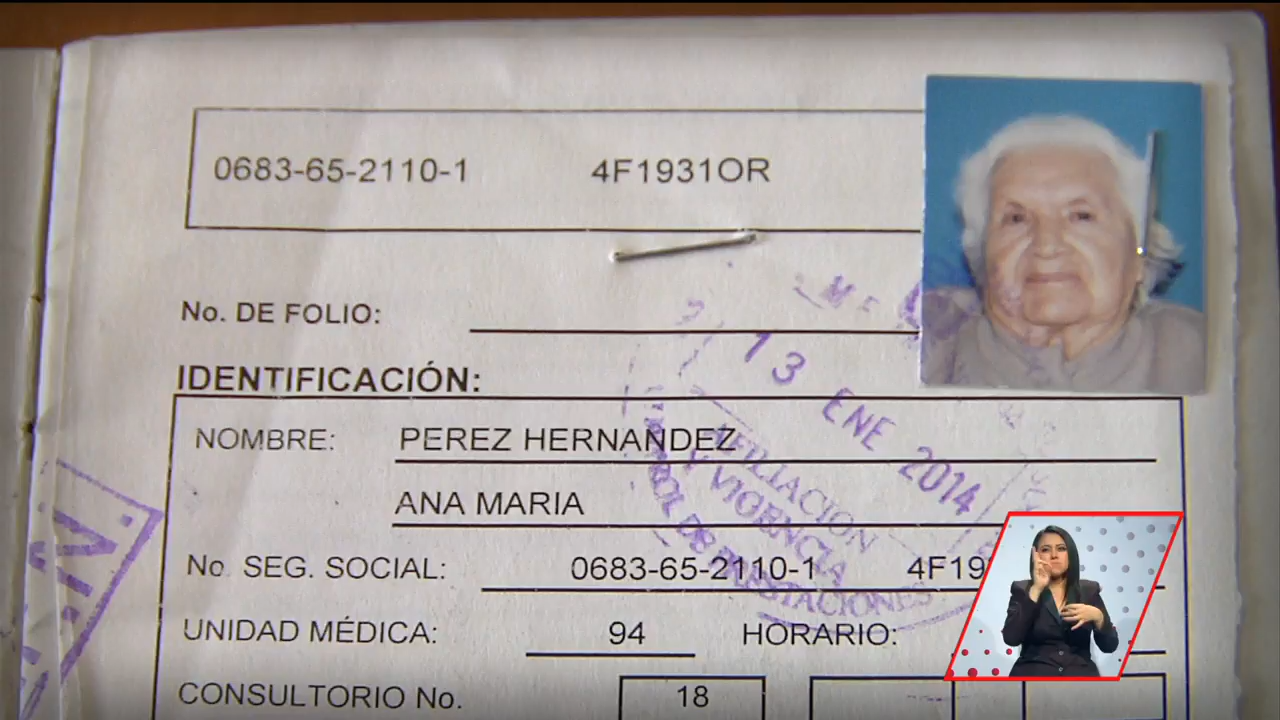 0683-65-2110-1 4F1931OR
No. DE FOLIO:
13 ENE 2014
IDENTIFICACIÓN:
NOMBRE: PEREZ HERNANDEZ
AFILIACION
Y VIGENCIA
ANA MARIA
No. SEG. SOCIAL: 0683-65-2110-1 4F19
UNIDAD MÉDICA: 94 HORARIO:
CONSULTORIO No. 18